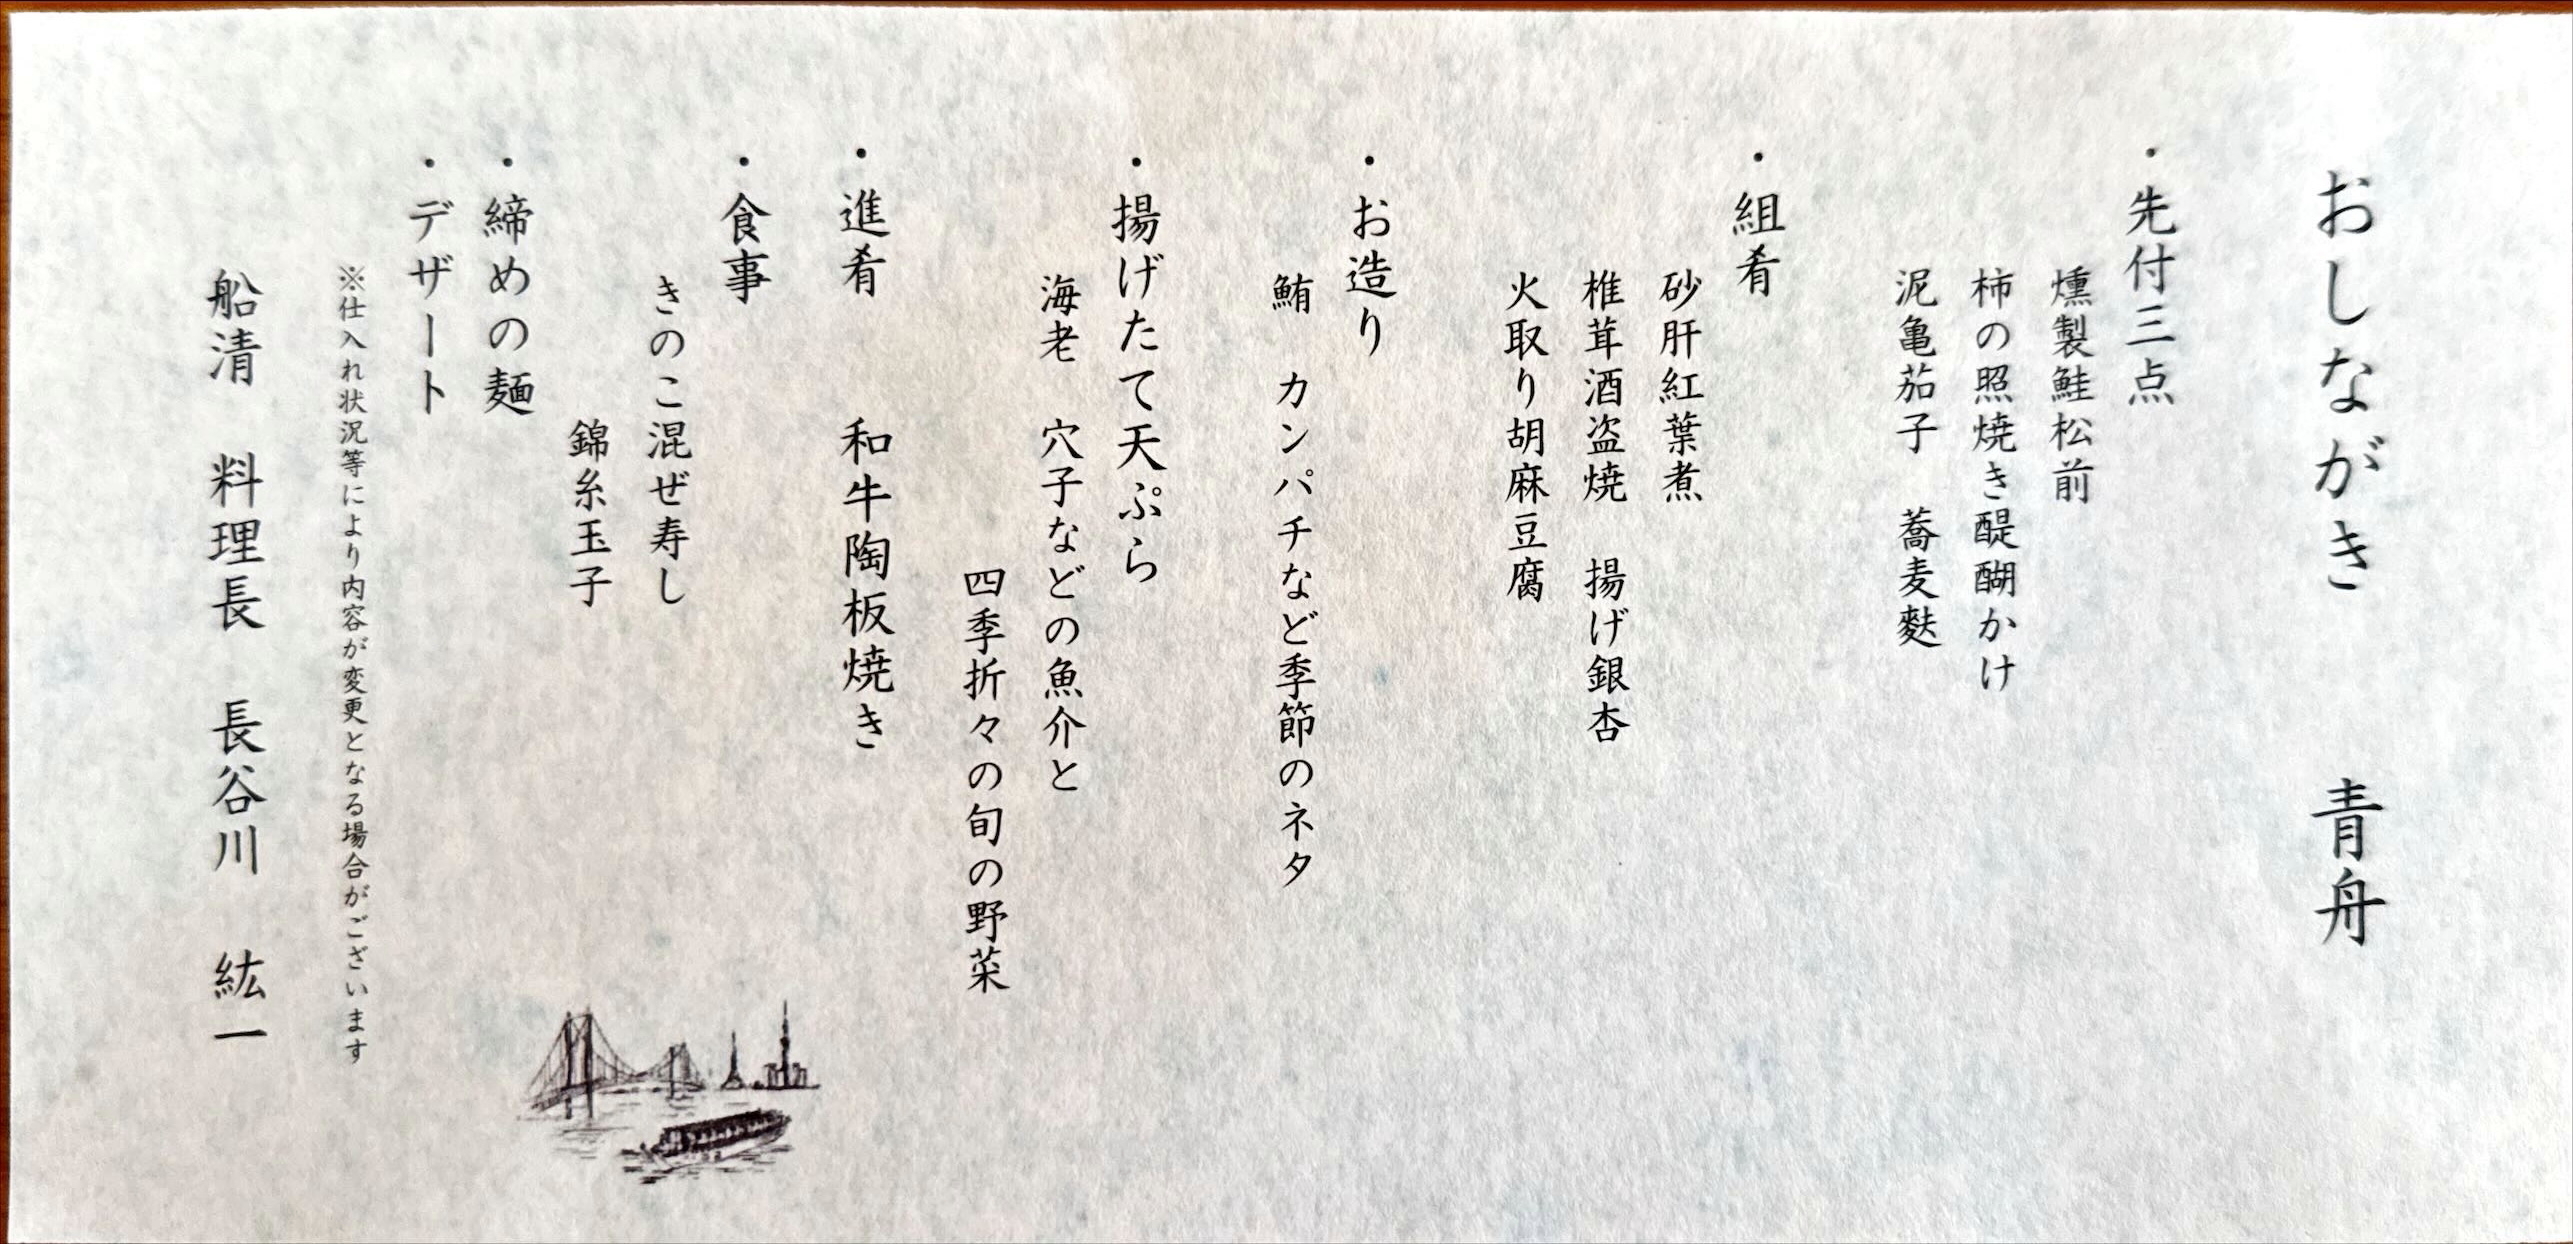 おしながき　青舟
・先付三点
燻製鮭松前
柿の照焼き醍醐かけ
泥亀茄子　蕎麦麩
・組肴
砂肝紅葉煮
椎茸酒盗焼　揚げ銀杏
火取り胡麻豆腐
・お造り
鮪　カンパチなど季節のネタ
・揚げたて天ぷら
海老　穴子などの魚介と
四季折々の旬の野菜
・進肴　和牛陶板焼き
・食事
きのこ混ぜ寿し
錦糸玉子
・締めの麺
・デザート
※仕入れ状況等により内容が変更となる場合がございます
船清　料理長　長谷川　紘一